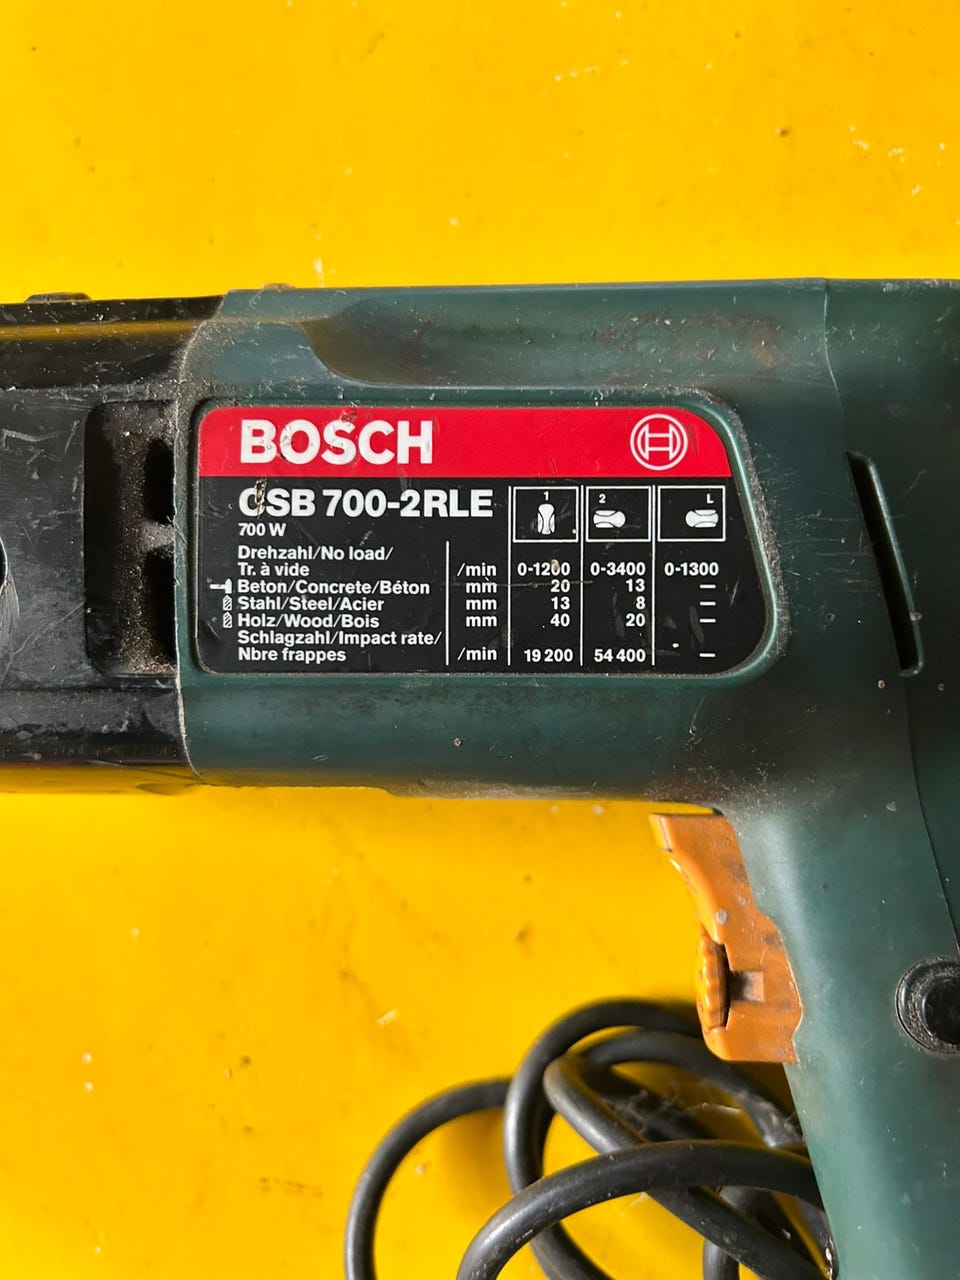 BOSCH
CSB 700-2RLE 1 2 L
700 W
Drehzahl/No load/
Tr. à vide /min 0-1200 0-3400 0-1300
Beton/Concrete/Béton mm 20 13 –
Stahl/Steel/Acier mm 13 8 –
Holz/Wood/Bois mm 40 20 –
Schlagzahl/Impact rate/
Nbre frappes /min 19 200 54 400 –